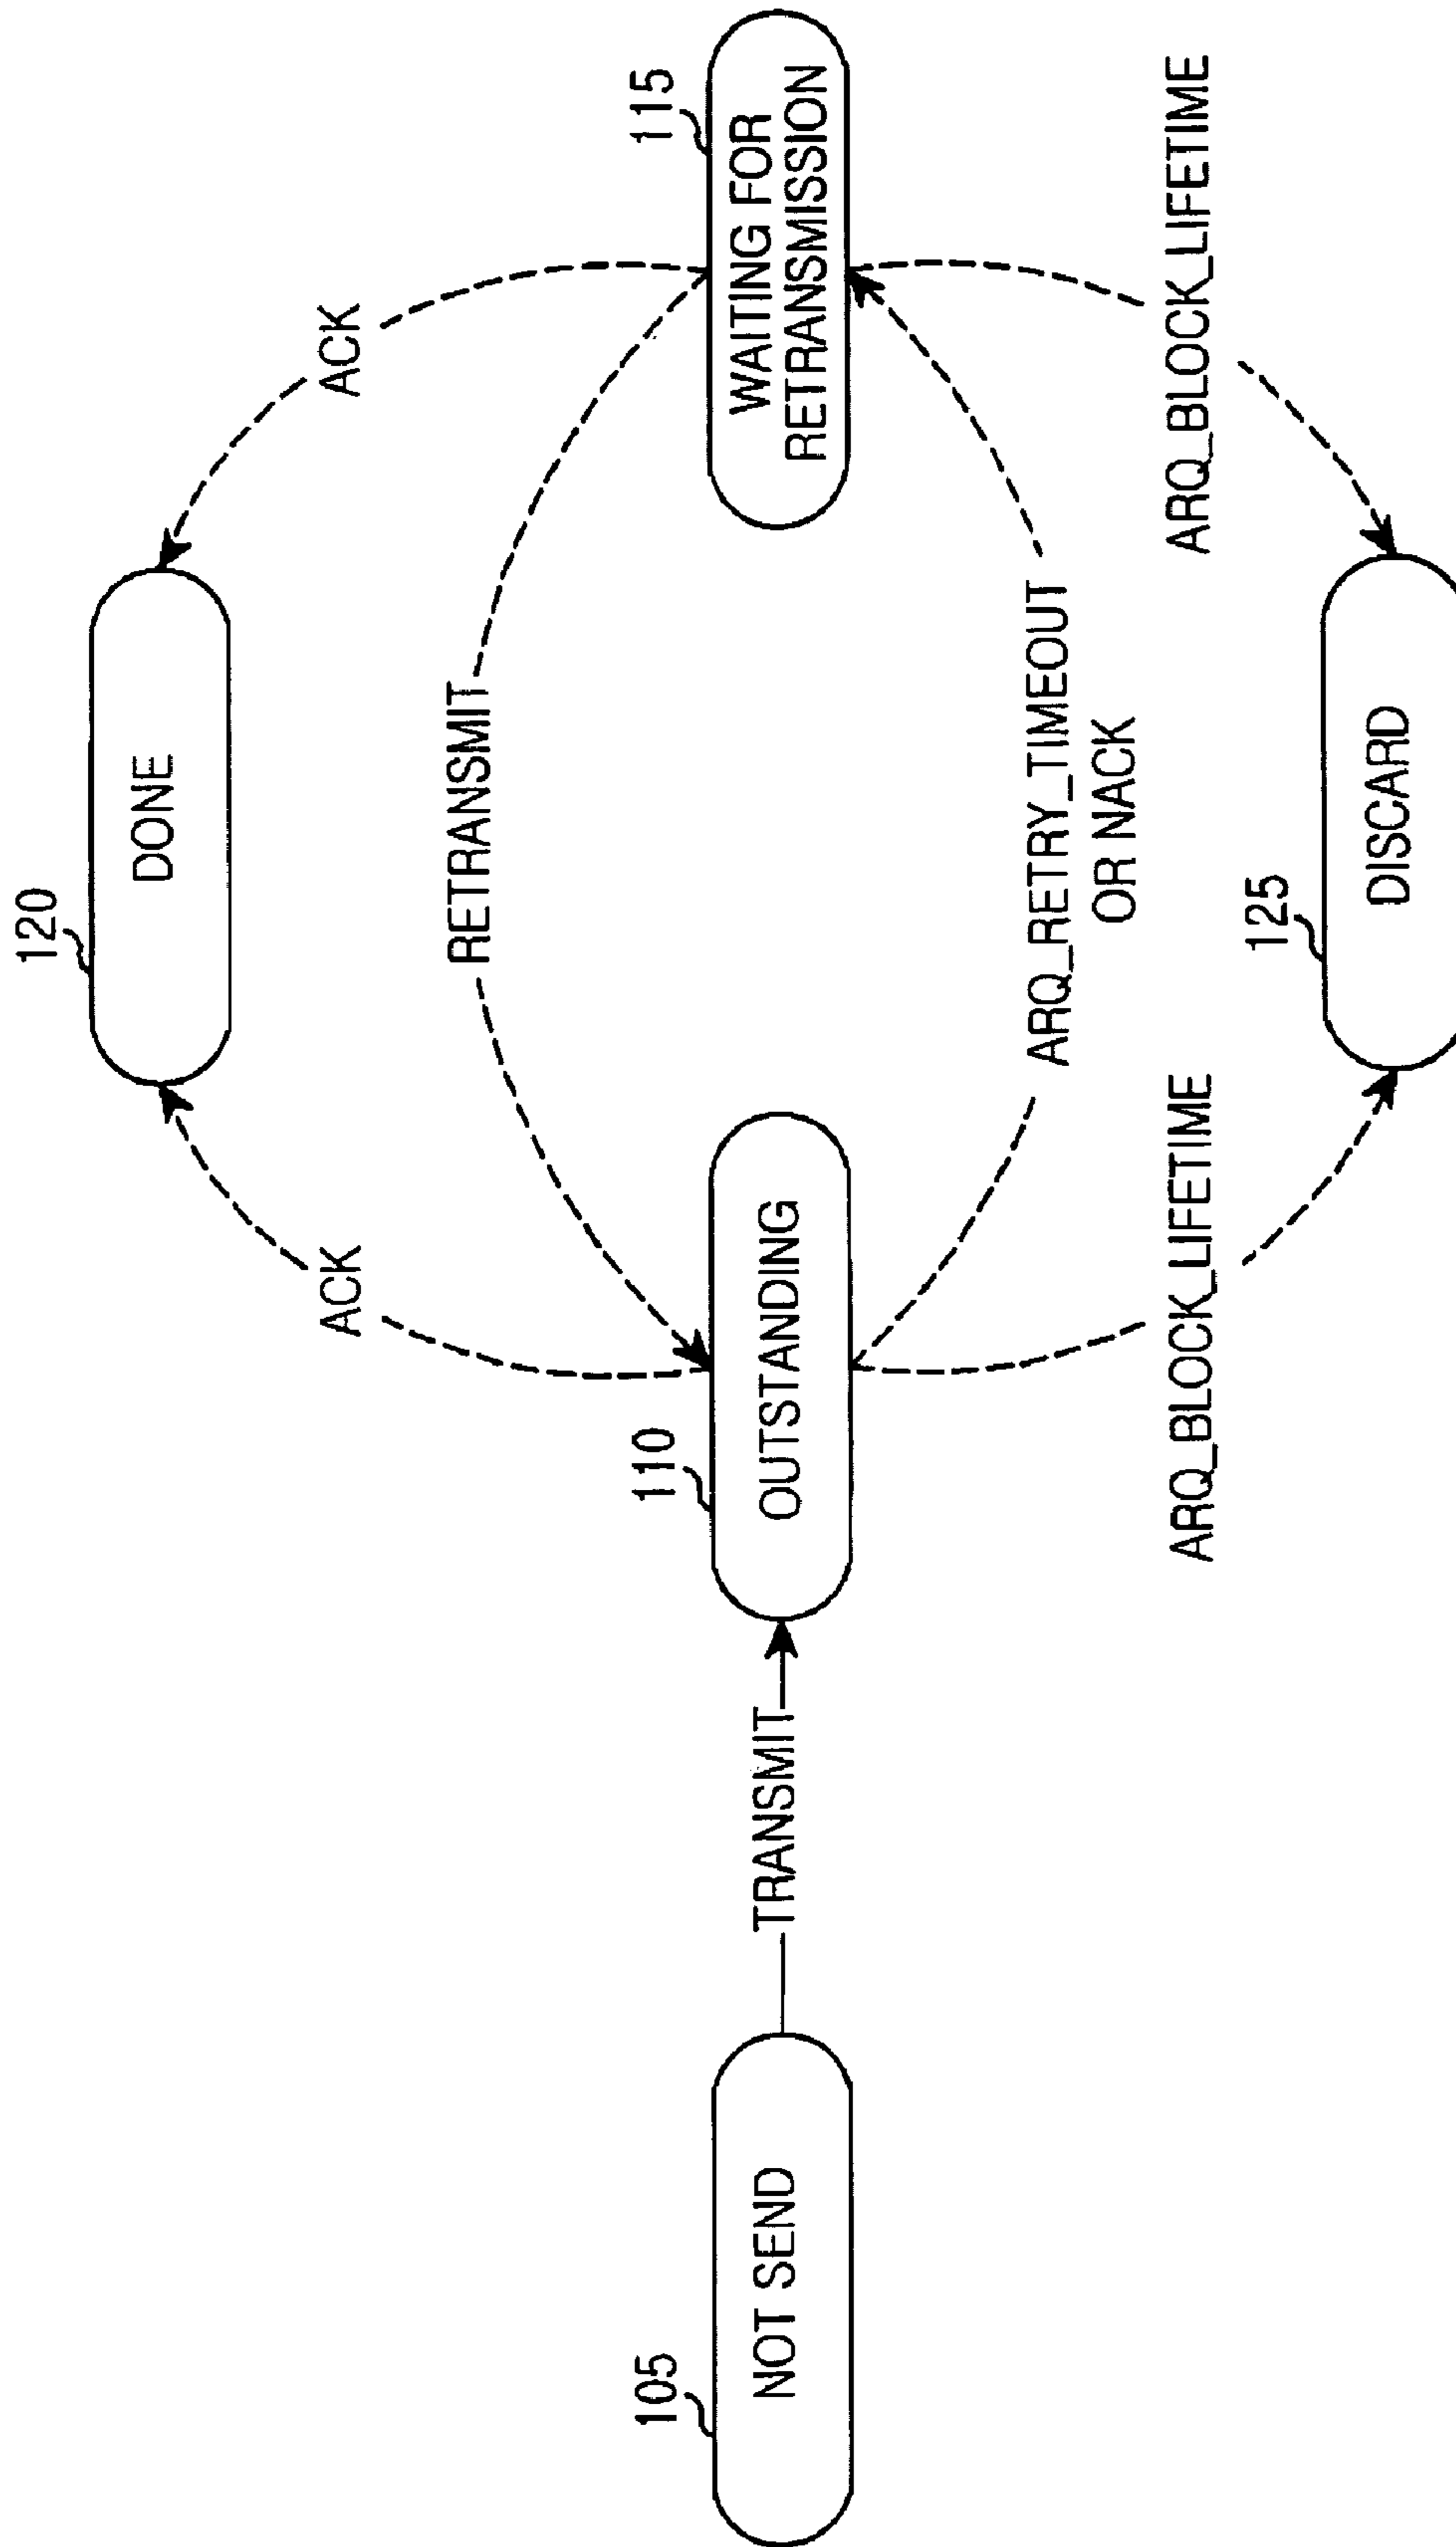 120
DONE
ACK
ACK
RETRANSMIT
105
NOT SEND
TRANSMIT
110
OUTSTANDING
115
WAITING FOR
RETRANSMISSION
ARQ_RETRY_TIMEOUT
OR NACK
ARQ_BLOCK_LIFETIME
ARQ_BLOCK_LIFETIME
125
DISCARD